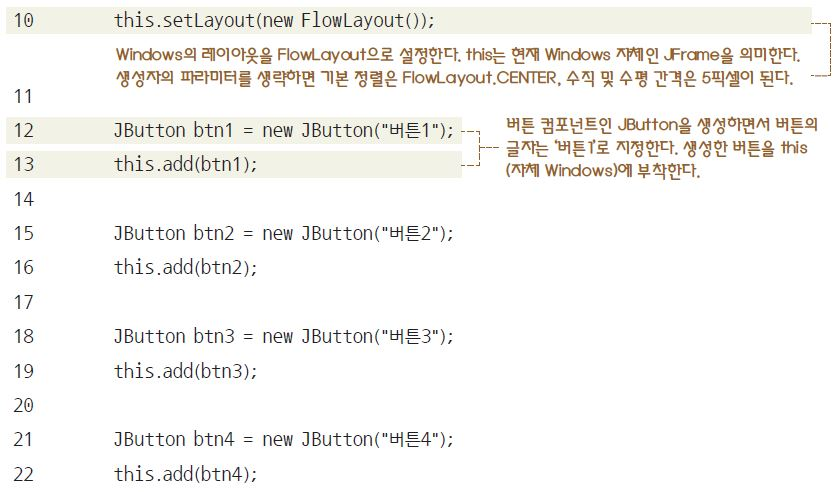 10 this.setLayout(new FlowLayout());
Windows의 레이아웃을 FlowLayout으로 설정한다. this는 현재 Windows 자체인 JFrame을 의미한다.
생성자의 파라미터를 생략하면 기본 정렬은 FlowLayout.CENTER, 수직 및 수평 간격은 5픽셀이 된다.
11
12 JButton btn1 = new JButton("버튼1");
13 this.add(btn1);
버튼 컴포넌트인 JButton을 생성하면서 버튼의
글자는 ‘버튼1’로 지정한다. 생성한 버튼을 this
(자체 Windows)에 부착한다.
14
15 JButton btn2 = new JButton("버튼2");
16 this.add(btn2);
17
18 JButton btn3 = new JButton("버튼3");
19 this.add(btn3);
20
21 JButton btn4 = new JButton("버튼4");
22 this.add(btn4);